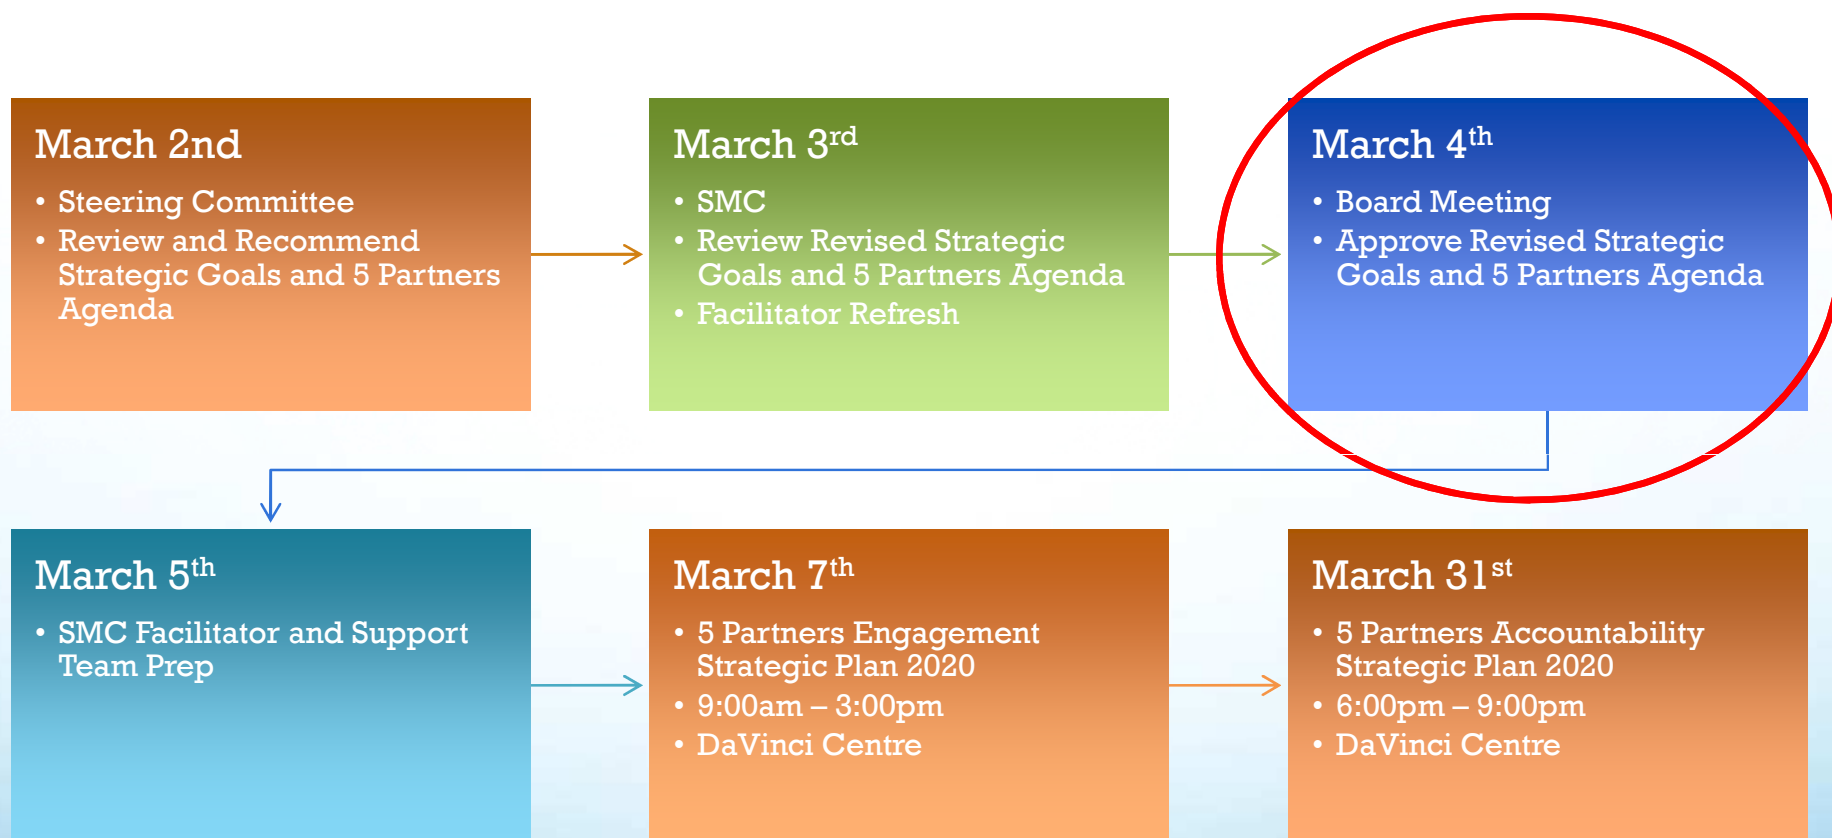 March 2nd
• Steering Committee
• Review and Recommend
Strategic Goals and 5 Partners
Agenda
March 3rd
• SMC
• Review Revised Strategic
Goals and 5 Partners Agenda
• Facilitator Refresh
March 4th
• Board Meeting
• Approve Revised Strategic
Goals and 5 Partners Agenda
March 5th
• SMC Facilitator and Support
Team Prep
March 7th
• 5 Partners Engagement
Strategic Plan 2020
• 9:00am – 3:00pm
• DaVinci Centre
March 31st
• 5 Partners Accountability
Strategic Plan 2020
• 6:00pm – 9:00pm
• DaVinci Centre